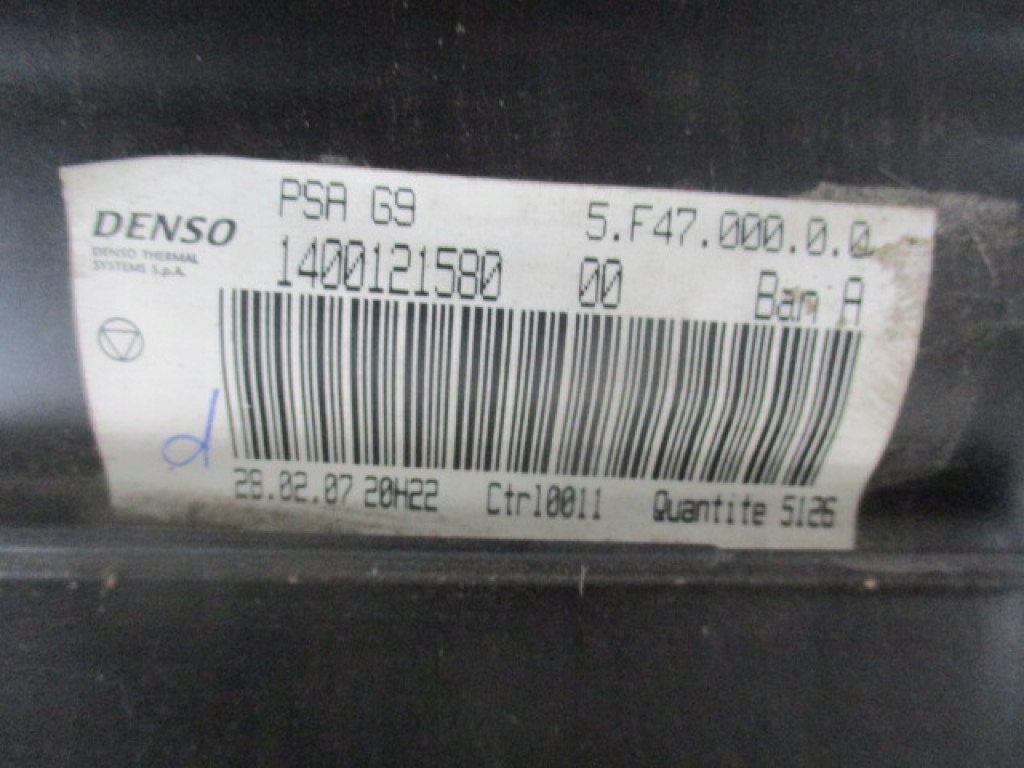 PSA G9 5.F47.000.0.0
DENSO
DENSO THERMAL
SYSTEMS S.p.A.
1400121580 00 Bam A
d
28.02.07 20H22 Ctrl0011 Quantite 5126